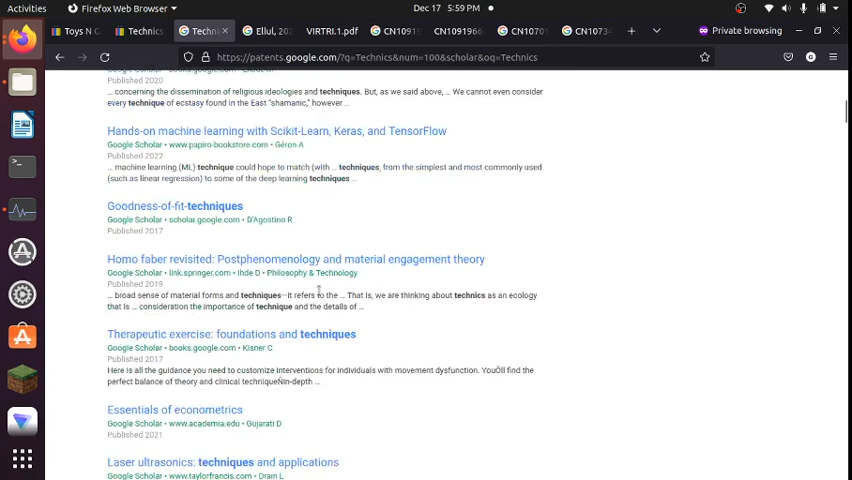 Activities
Firefox Web Browser
Dec 17 5:59 PM
Toys N G
Technics
Techni
Ellul, 202
VIRTRI1.pdf
CN10915
CN1091966
CN10503
CN10734
Private browsing
https://patents.google.com/?q=Technics&num=100&scholar&oq=Technics
Published 2020
... concerning the dissemination of religious ideologies and techniques. But, as we said above, ... We cannot even consider
every technique of ecstasy found in the East "shamanic," however ...
Hands-on machine learning with Scikit-Learn, Keras, and TensorFlow
Google Scholar • www.papiro-bookstore.com • Géron A
Published 2022
... machine learning (ML) technique could hope to match (with ... techniques, from the simplest and most commonly used
(such as linear regression) to some of the deep learning techniques ...
Goodness-of-fit-techniques
Google Scholar • scholar.google.com • D'Agostino R
Published 2017
Homo faber revisited: Postphenomenology and material engagement theory
Google Scholar • link.springer.com • Ihde D • Philosophy & Technology
Published 2019
... broad sense of material forms and techniques—It refers to the ... That is, we are thinking about technics as an ecology
that is ... consideration the importance of technique and the details of ...
Therapeutic exercise: foundations and techniques
Google Scholar • books.google.com • Kisner C
Published 2017
Here is all the guidance you need to customize interventions for individuals with movement dysfunction. YouÕll find the
perfect balance of theory and clinical techniqueÑin-depth ...
Essentials of econometrics
Google Scholar • www.academia.edu • Gujarati D
Published 2021
Laser ultrasonics: techniques and applications
Google Scholar • www.taylorfrancis.com • Drain L